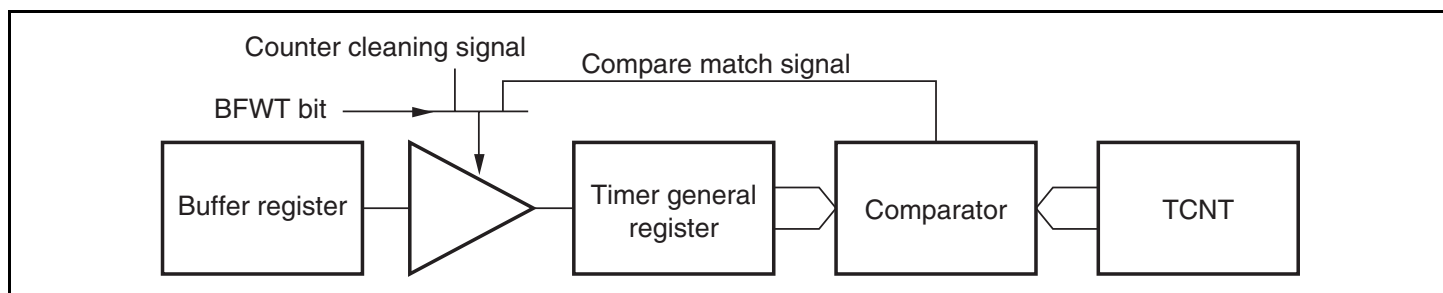 Counter cleaning signal
Compare match signal
BFWT bit
Buffer register
Timer general
register
Comparator
TCNT